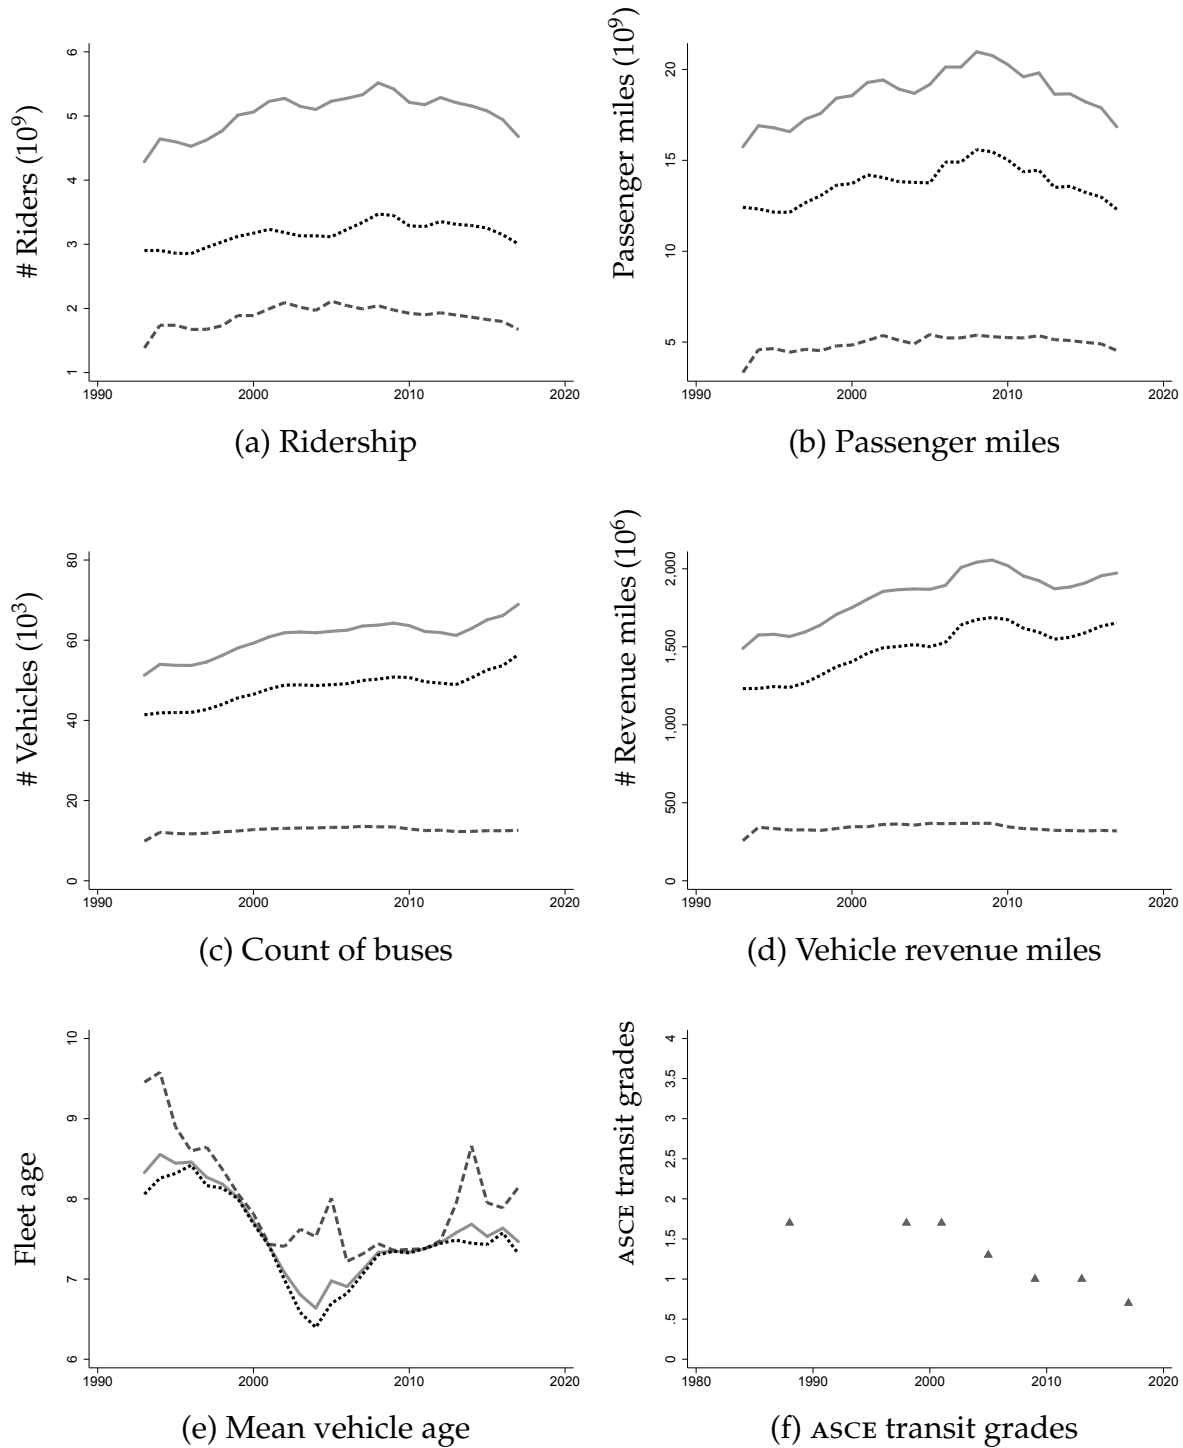 # Riders (10⁹)
6
5
4
3
2
1
1990 2000 2010 2020
(a) Ridership
Passenger miles (10⁹)
20
15
10
5
1990 2000 2010 2020
(b) Passenger miles
# Vehicles (10³)
80
60
40
20
0
1990 2000 2010 2020
(c) Count of buses
# Revenue miles (10⁶)
2,000
1,500
1,000
500
0
1990 2000 2010 2020
(d) Vehicle revenue miles
Fleet age
10
9
8
7
6
1990 2000 2010 2020
(e) Mean vehicle age
ASCE transit grades
4
3.5
3
2.5
2
1.5
1
.5
0
1980 1990 2000 2010 2020
(f) ASCE transit grades